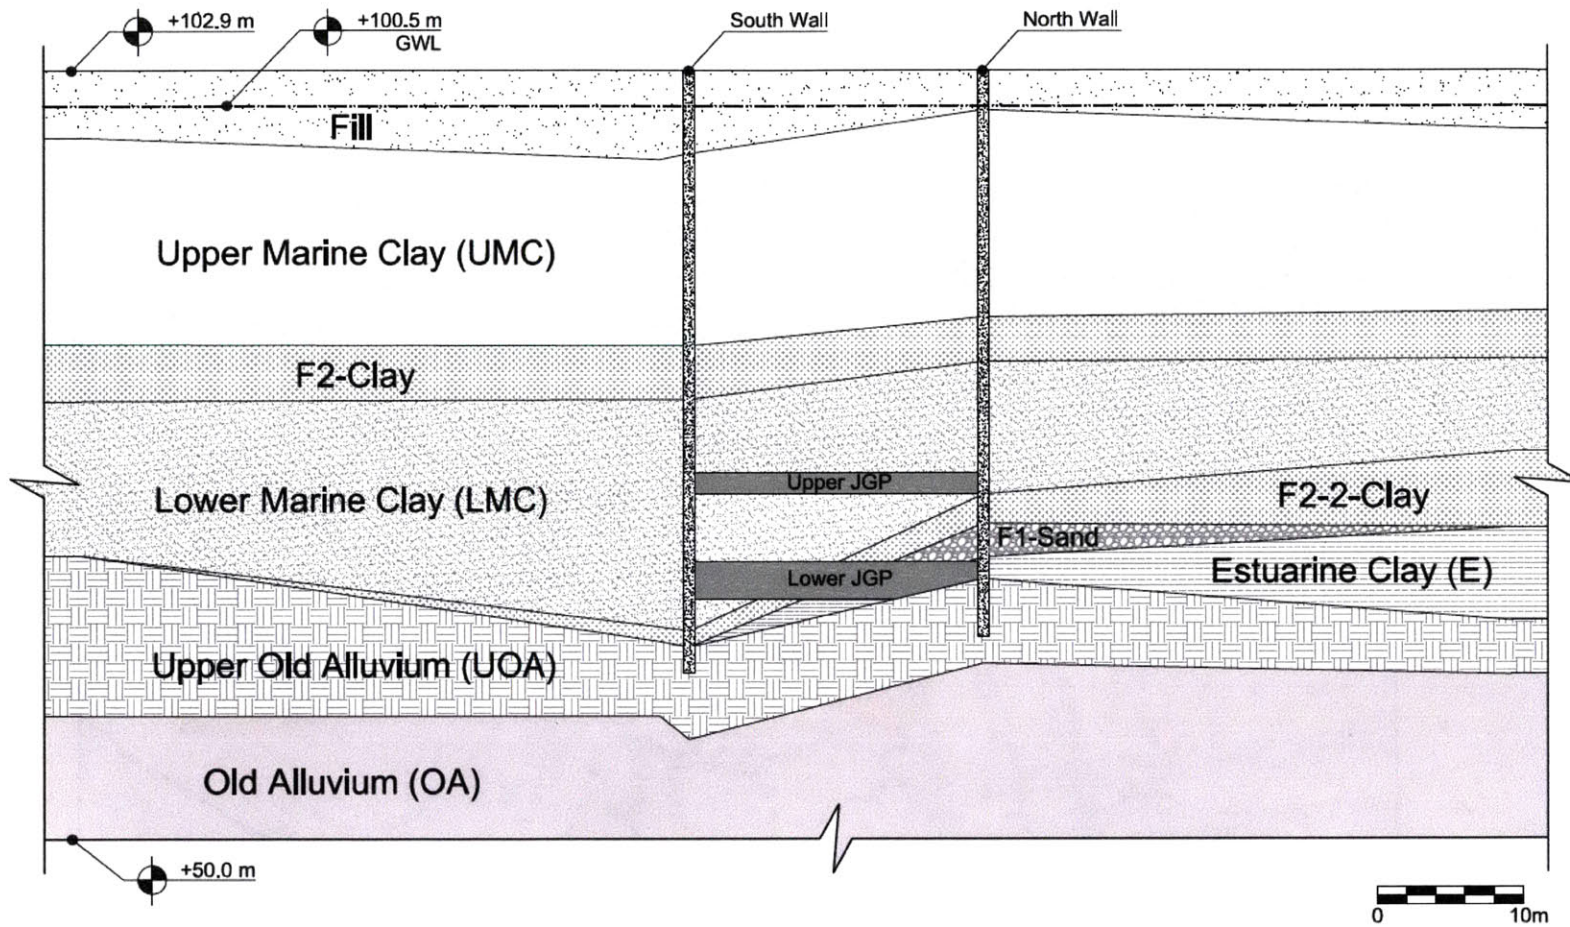 +102.9 m
+100.5 m
GWL
South Wall
North Wall
Fill
Upper Marine Clay (UMC)
F2-Clay
Upper JGP
Lower Marine Clay (LMC)
F2-2-Clay
F1-Sand
Lower JGP
Estuarine Clay (E)
Upper Old Alluvium (UOA)
Old Alluvium (OA)
+50.0 m
0 10m